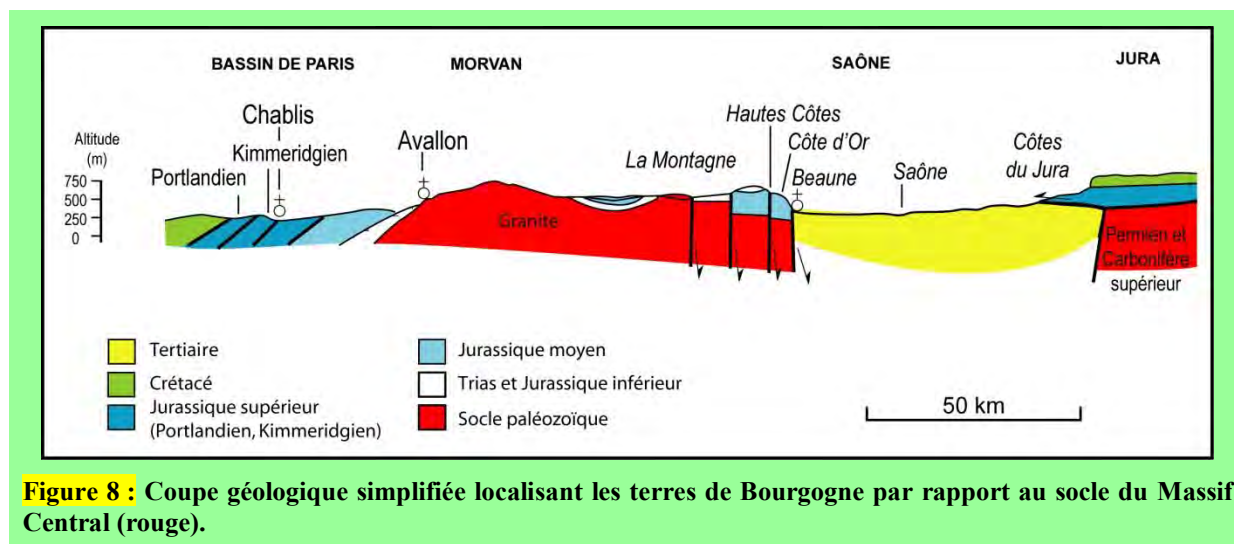 BASSIN DE PARIS MORVAN SAÔNE JURA
Chablis
Hautes Côtes
Altitude
(m)
Kimmeridgien
Avallon
Côte d'Or
Côtes
du Jura
Portlandien
La Montagne
Beaune
Saône
750
500
250
0
Granite
Permien et
Carbonifère
supérieur
Tertiaire
Crétacé
Jurassique supérieur
(Portlandien, Kimmeridgien)
Jurassique moyen
Trias et Jurassique inférieur
Socle paléozoïque
50 km
Figure 8 : Coupe géologique simplifiée localisant les terres de Bourgogne par rapport au socle du Massif
Central (rouge).